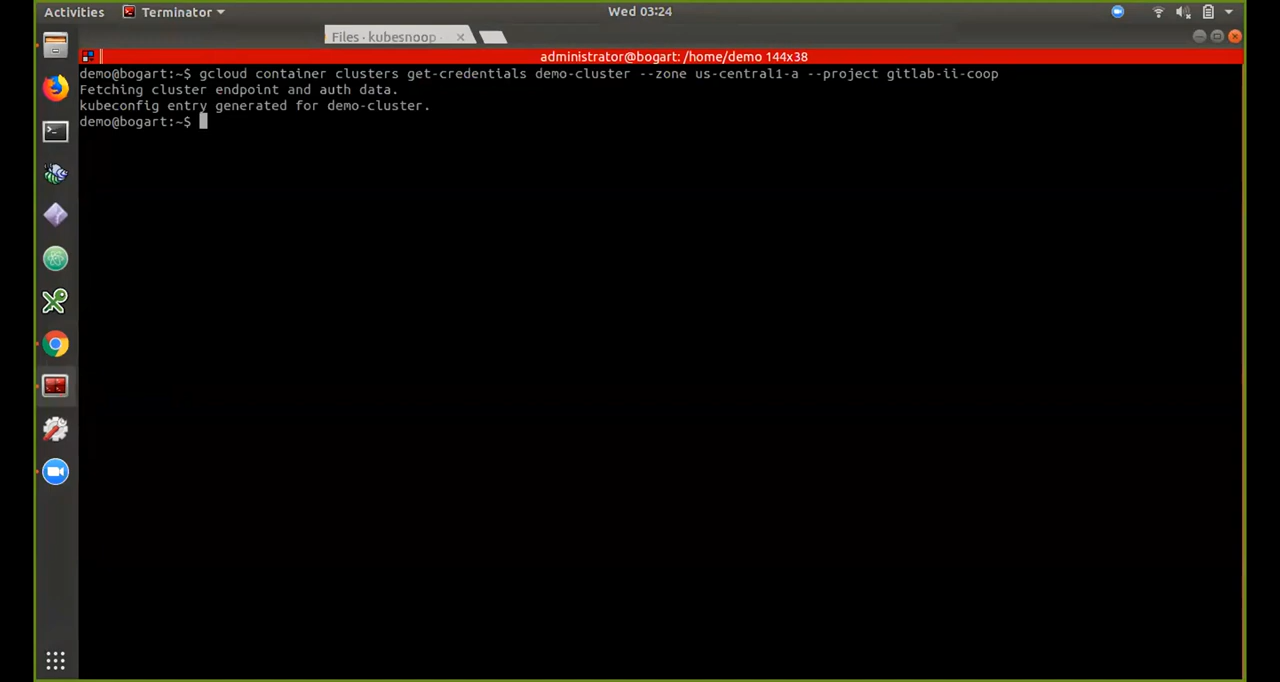 Activities Terminator Wed 03:24
Files - kubesnoop -
administrator@bogart: /home/demo 144x38
demo@bogart:~$ gcloud container clusters get-credentials demo-cluster --zone us-central1-a --project gitlab-ii-coop
Fetching cluster endpoint and auth data.
kubeconfig entry generated for demo-cluster.
demo@bogart:~$